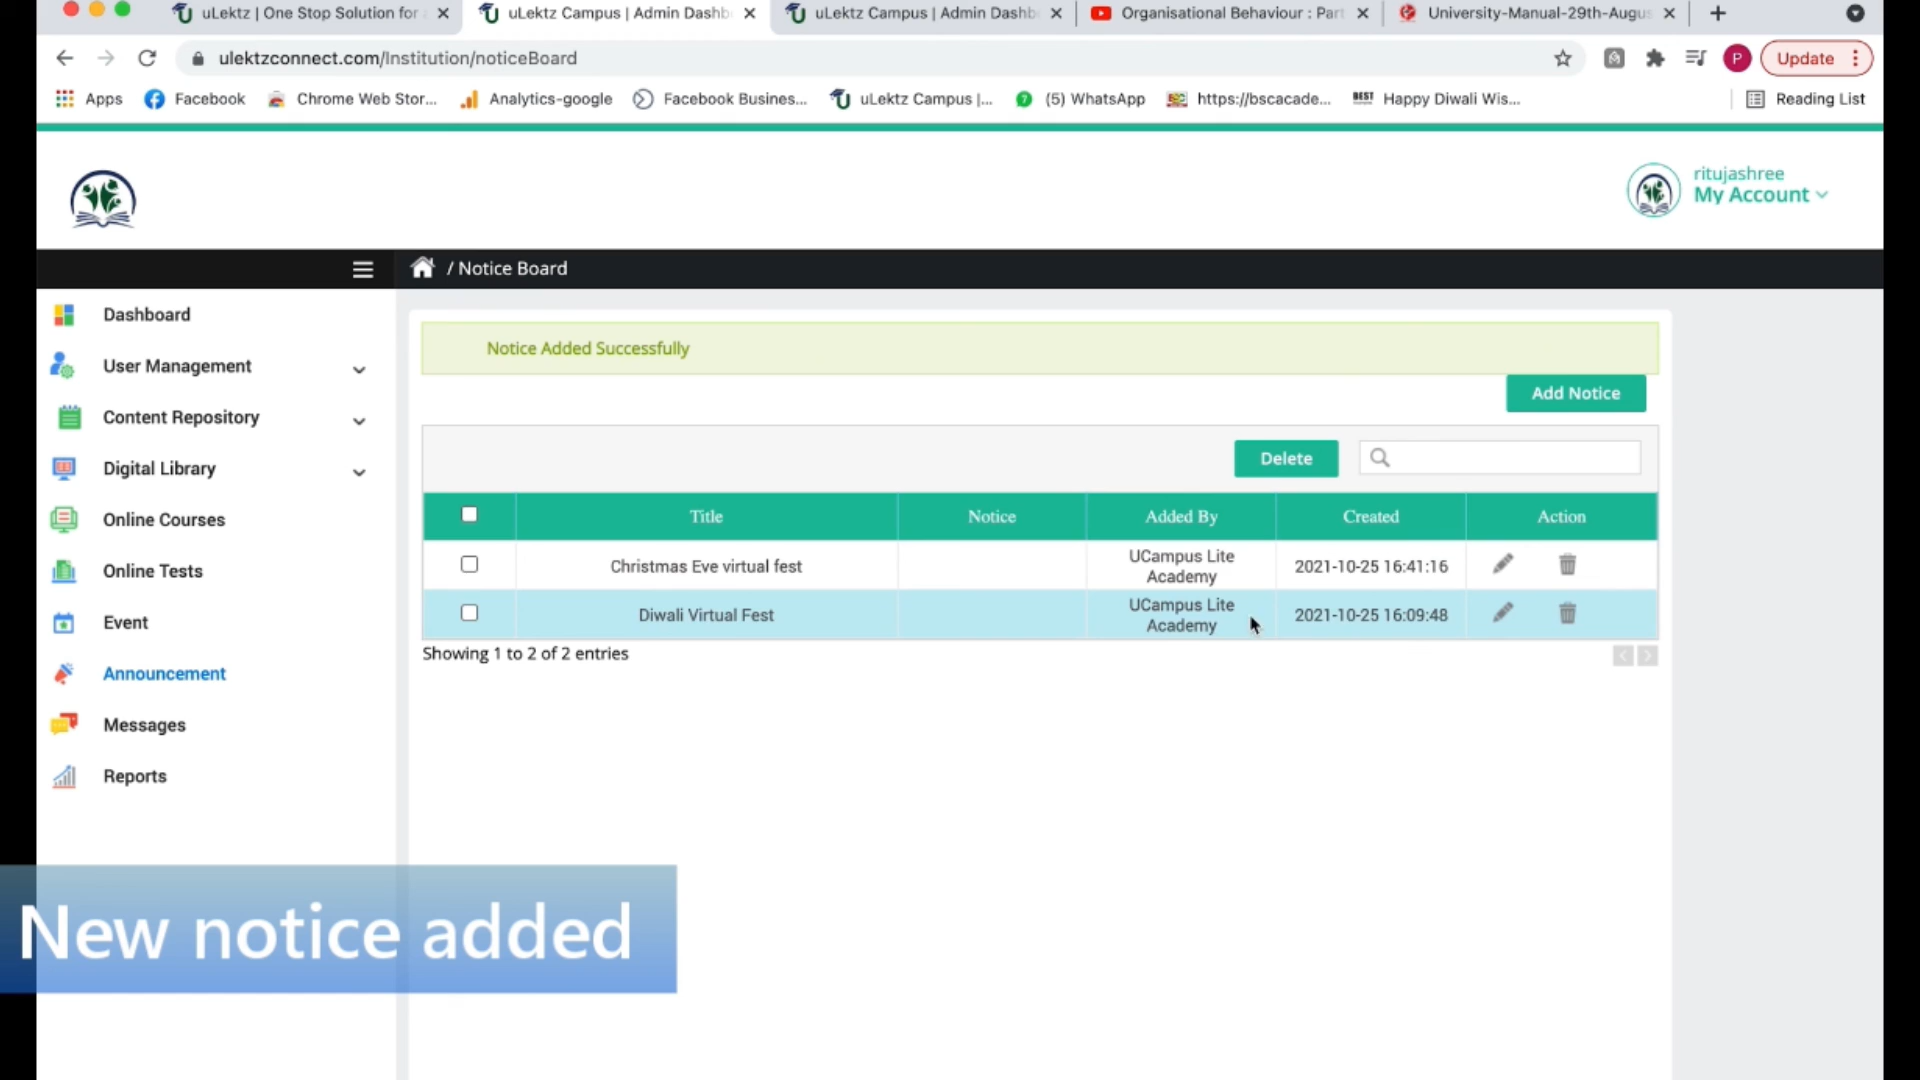 uLektz | One Stop Solution for
uLektz Campus | Admin Dashb
uLektz Campus | Admin Dashb
Organisational Behaviour : Part
University-Manual-29th-Augus
ulektzconnect.com/Institution/noticeBoard
P
Update
Apps
Facebook
Chrome Web Stor...
Analytics-google
Facebook Busines...
uLektz Campus |...
(5) WhatsApp
https://bscacade...
BEST
Happy Diwali Wis...
Reading List
ritujashree
My Account
/ Notice Board
Dashboard
User Management
Content Repository
Digital Library
Online Courses
Online Tests
Event
Announcement
Messages
Reports
Notice Added Successfully
Add Notice
Delete
Title Notice Added By Created Action
Christmas Eve virtual fest UCampus Lite Academy 2021-10-25 16:41:16
Diwali Virtual Fest UCampus Lite Academy 2021-10-25 16:09:48
Showing 1 to 2 of 2 entries
New notice added